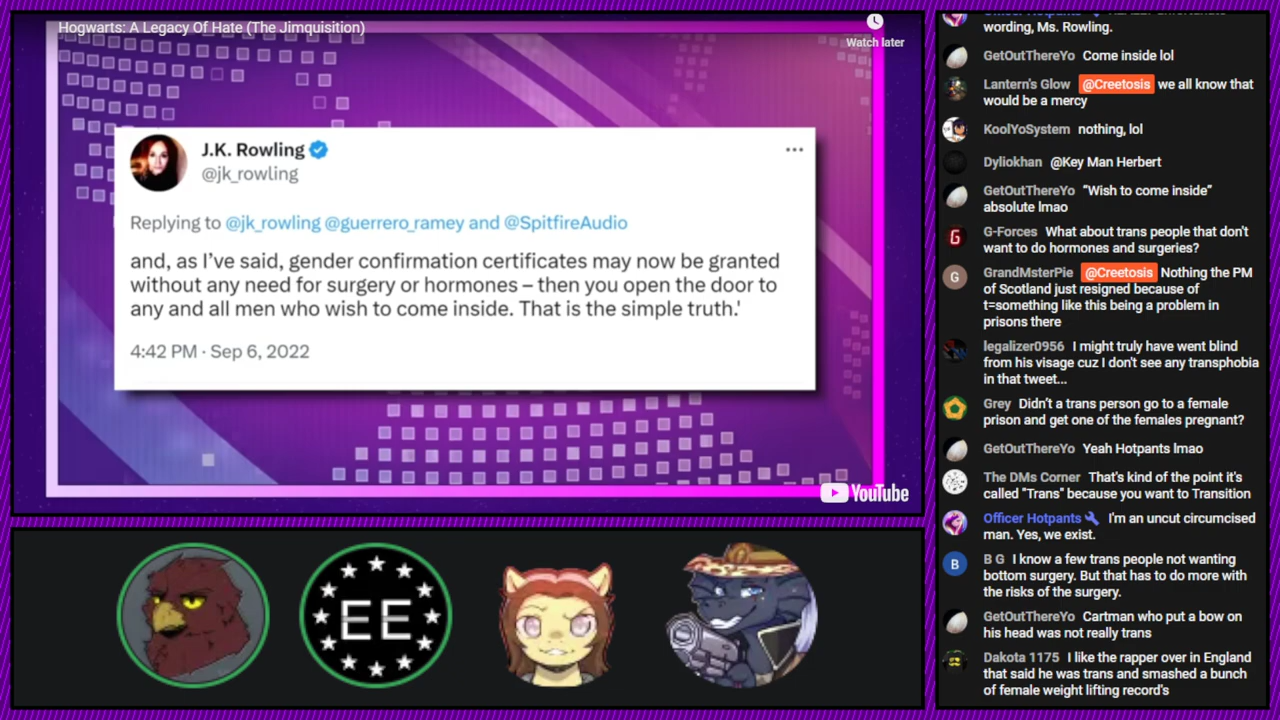 Hogwarts: A Legacy Of Hate (The Jimquisition)
Watch later
J.K. Rowling
@jk_rowling
Replying to @jk_rowling @guerrero_ramey and @SpitfireAudio
and, as I've said, gender confirmation certificates may now be granted
without any need for surgery or hormones – then you open the door to
any and all men who wish to come inside. That is the simple truth.'
4:42 PM · Sep 6, 2022
YouTube
EE
wording, Ms. Rowling.
GetOutThereYo Come inside lol
Lantern's Glow @Creetosis we all know that
would be a mercy
KoolYoSystem nothing, lol
Dyliokhan @Key Man Herbert
GetOutThereYo “Wish to come inside”
absolute lmao
G-Forces What about trans people that don't
want to do hormones and surgeries?
GrandMsterPie @Creetosis Nothing the PM
of Scotland just resigned because of
t=something like this being a problem in
prisons there
legalizer0956 I might truly have went blind
from his visage cuz I don't see any transphobia
in that tweet...
Grey Didn’t a trans person go to a female
prison and get one of the females pregnant?
GetOutThereYo Yeah Hotpants lmao
The DMs Corner That's kind of the point it's
called "Trans" because you want to Transition
Officer Hotpants I'm an uncut circumcised
man. Yes, we exist.
B G I know a few trans people not wanting
bottom surgery. But that has to do more with
the risks of the surgery.
GetOutThereYo Cartman who put a bow on
his head was not really trans
Dakota 1175 I like the rapper over in England
that said he was trans and smashed a bunch
of female weight lifting record's